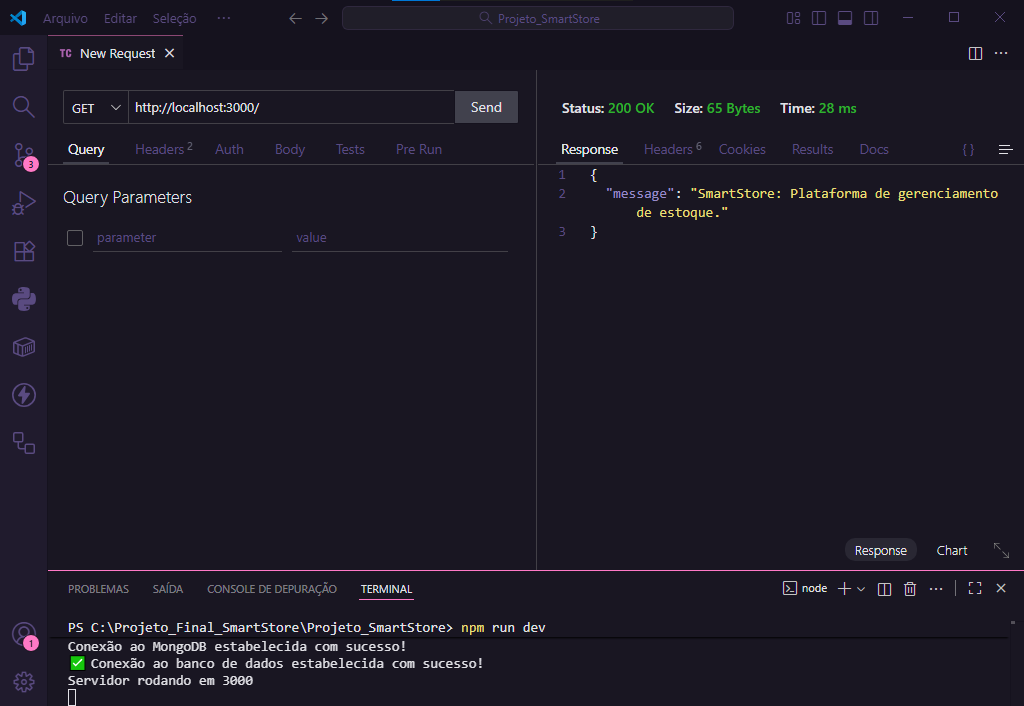 Arquivo Editar Seleção ··· Projeto_SmartStore
TC New Request
GET http://localhost:3000/ Send
Status: 200 OK Size: 65 Bytes Time: 28 ms
Query Headers 2 Auth Body Tests Pre Run
Response Headers 6 Cookies Results Docs { }
Query Parameters
parameter value
1 {
2 "message": "SmartStore: Plataforma de gerenciamento
de estoque."
3 }
3
Response Chart
PROBLEMAS SAÍDA CONSOLE DE DEPURAÇÃO TERMINAL node
PS C:\Projeto_Final_SmartStore\Projeto_SmartStore> npm run dev
1
Conexão ao MongoDB estabelecida com sucesso!
✅ Conexão ao banco de dados estabelecida com sucesso!
Servidor rodando em 3000